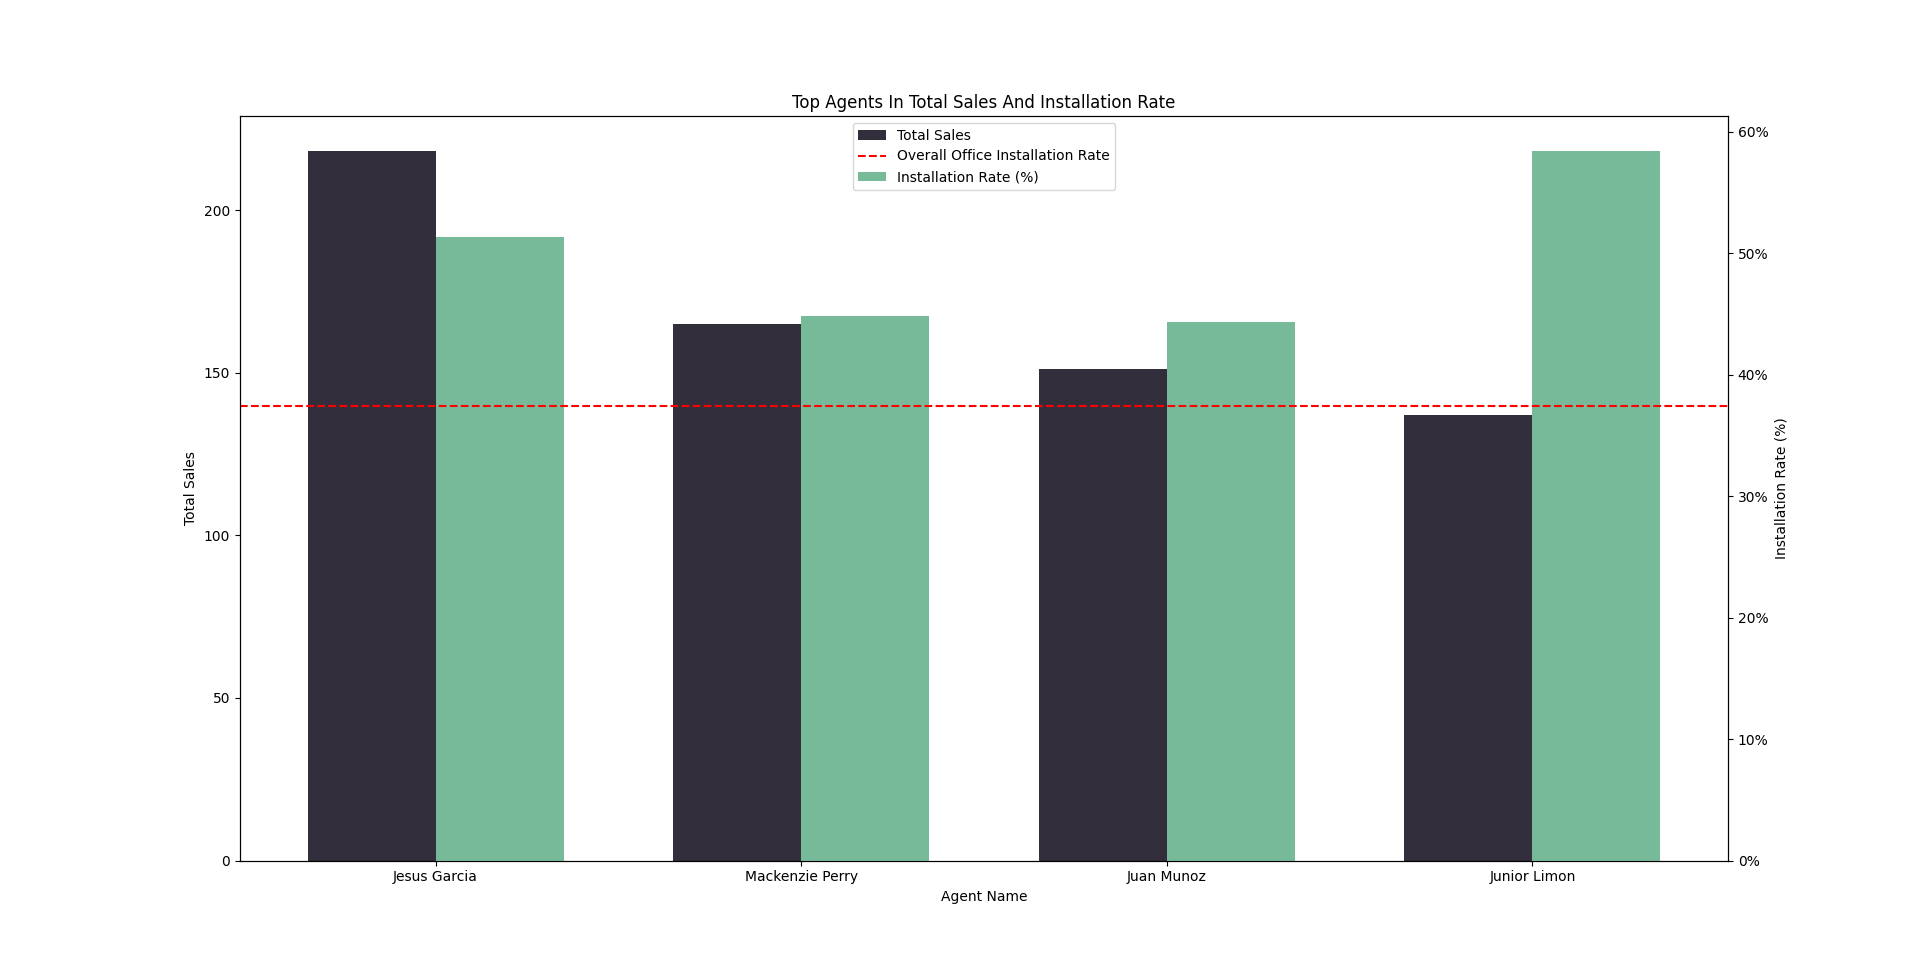 Top Agents In Total Sales And Installation Rate
Total Sales
Overall Office Installation Rate
Installation Rate (%)
200
150
100
50
0
Total Sales
60%
50%
40%
30%
20%
10%
0%
Installation Rate (%)
Jesus Garcia
Mackenzie Perry
Juan Munoz
Junior Limon
Agent Name